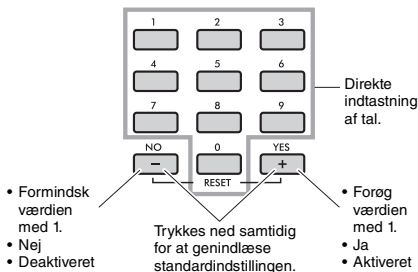 1 2 3
4 5 6
7 8 9
Direkte
indtastning
af tal.
NO 0 YES
− +
RESET
• Formindsk
værdien
med 1.
• Nej
• Deaktiveret
Trykkes ned samtidig
for at genindlæse
standardindstillingen.
• Forøg
værdien
med 1.
• Ja
• Aktiveret